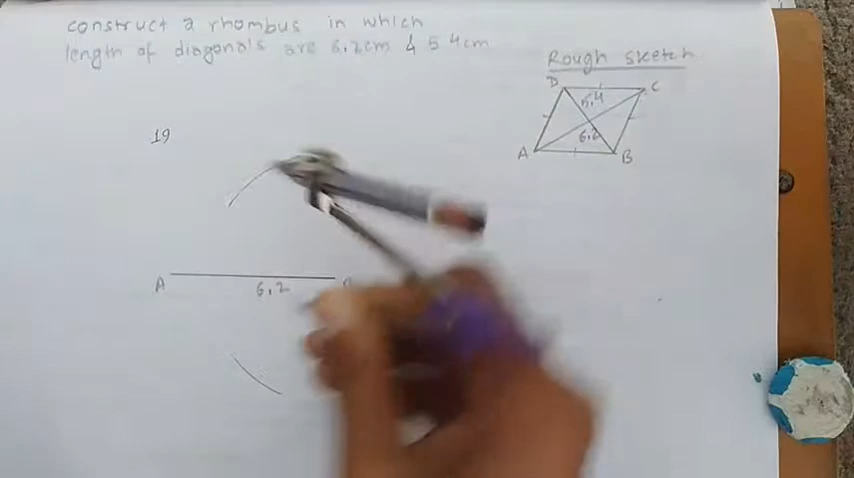 construct a rhombus in which
length of diagonals are 6.2cm & 5.4cm
Rough sketch
D
C
5.4
6.2
A
B
19
A
6.2